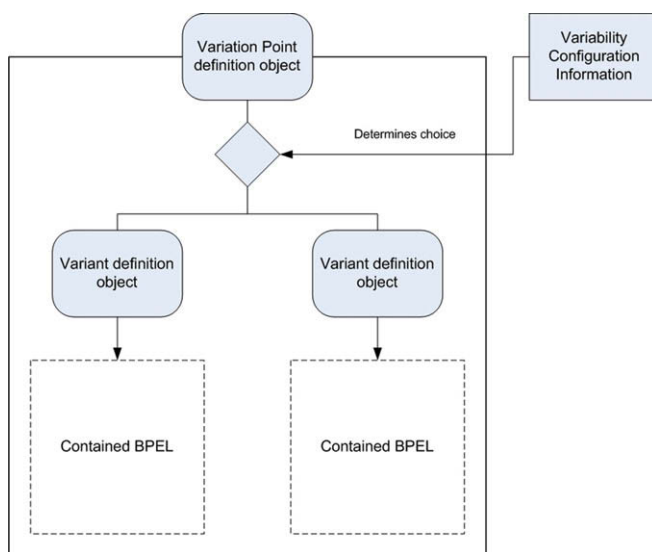 Variation Point
definition object
Variability
Configuration
Information
Determines choice
Variant definition
object
Variant definition
object
Contained BPEL
Contained BPEL